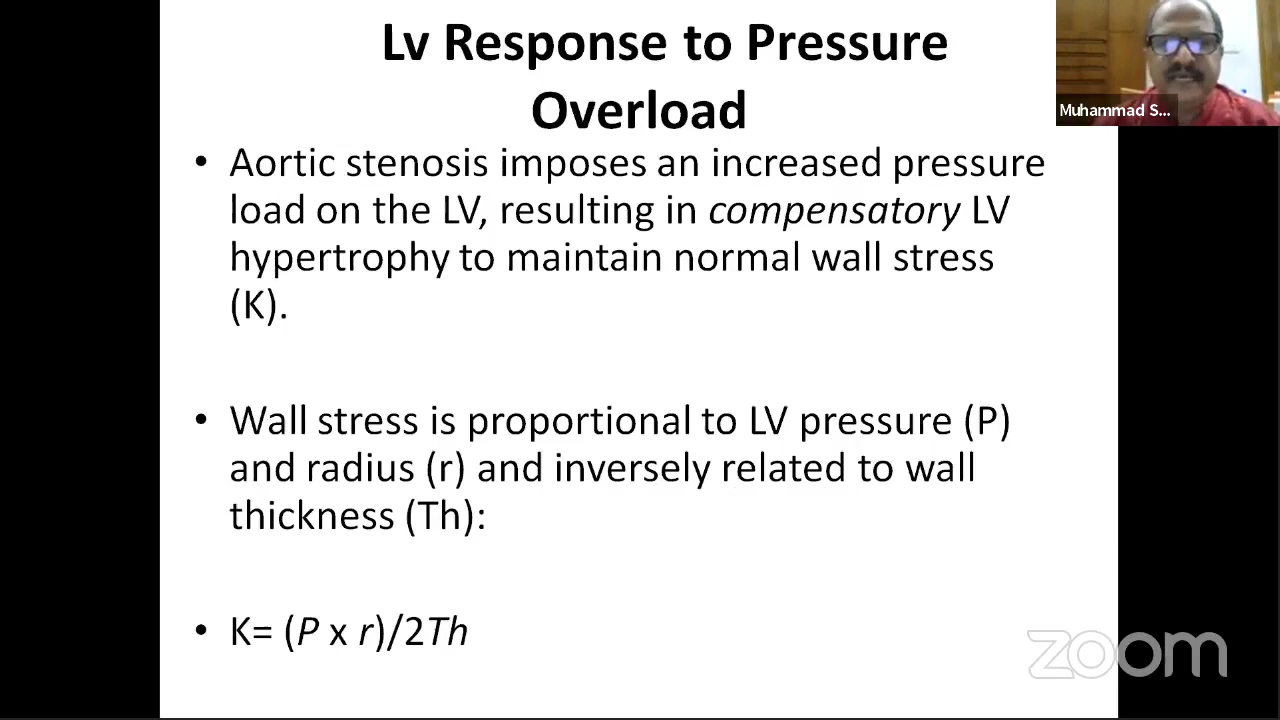 Lv Response to Pressure
Overload
Muhammad S...
• Aortic stenosis imposes an increased pressure
load on the LV, resulting in compensatory LV
hypertrophy to maintain normal wall stress
(K).
• Wall stress is proportional to LV pressure (P)
and radius (r) and inversely related to wall
thickness (Th):
• K= (P x r)/2Th
zoom